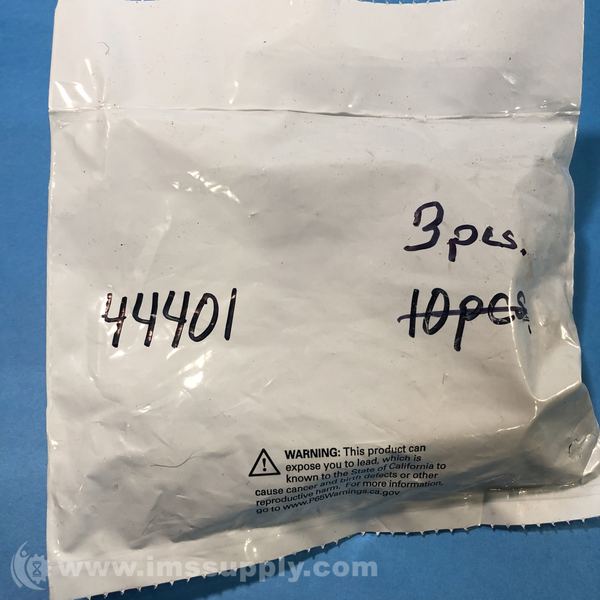 3pcs.
44401
10pcs
WARNING: This product can
expose you to lead, which is
known to the State of California to
cause cancer and birth defects or other
reproductive harm. For more information,
go to www.P65Warnings.ca.gov
www.imssupply.com